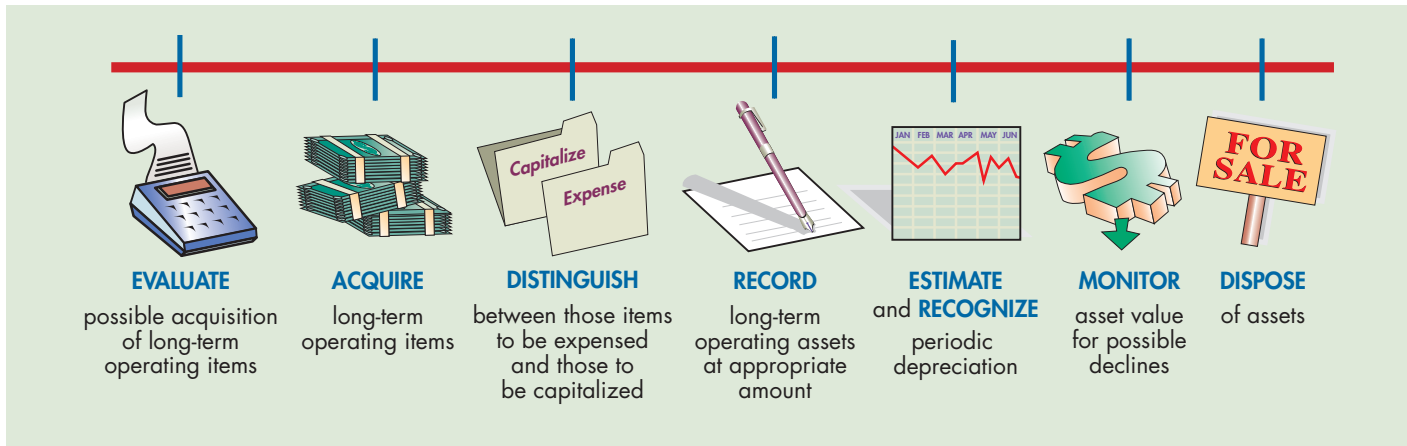 Capitalize
Expense
JAN FEB MAR APR MAY JUN
FOR
SALE
EVALUATE
possible acquisition
of long-term
operating items
ACQUIRE
long-term
operating items
DISTINGUISH
between those items
to be expensed
and those to
be capitalized
RECORD
long-term
operating assets
at appropriate
amount
ESTIMATE
and RECOGNIZE
periodic
depreciation
MONITOR
asset value
for possible
declines
DISPOSE
of assets